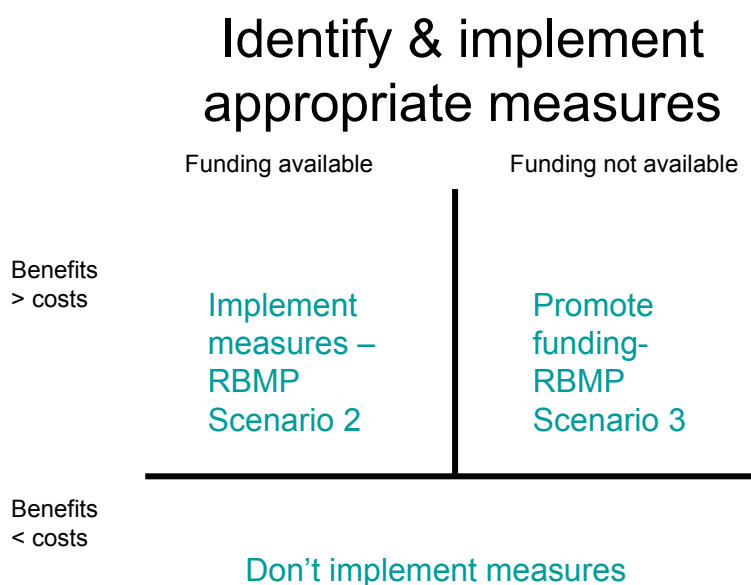 Identify & implement
appropriate measures
Funding available
Funding not available
Benefits
> costs
Implement
measures –
RBMP
Scenario 2
Promote
funding-
RBMP
Scenario 3
Benefits
< costs
Don’t implement measures